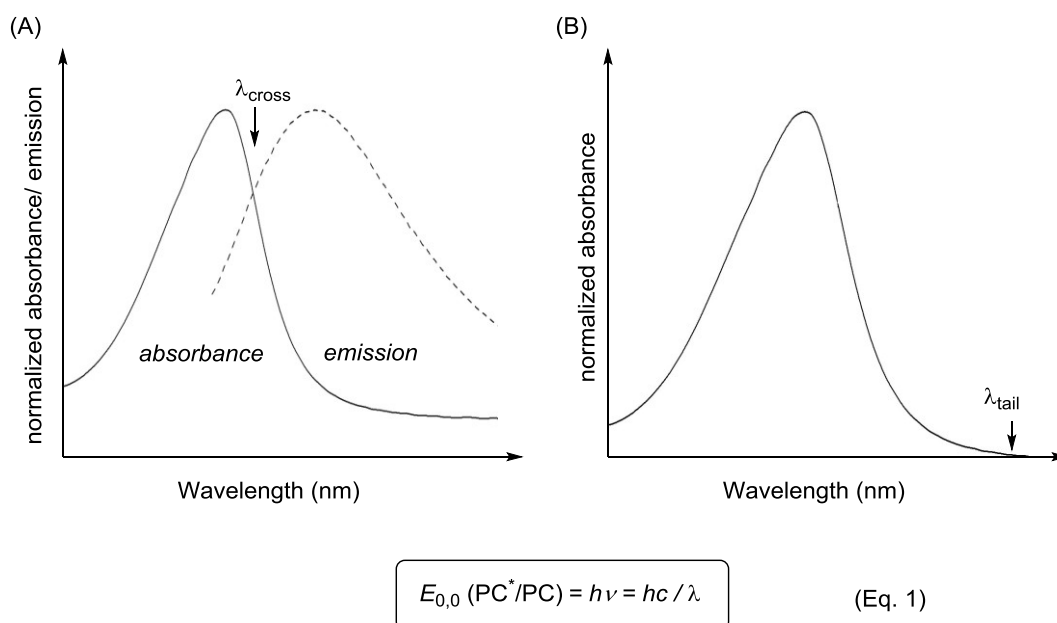 (A)
(B)
λcross
normalized absorbance/ emission
absorbance
emission
Wavelength (nm)
normalized absorbance
λtail
Wavelength (nm)
E0,0 (PC*/PC) = hν = hc / λ
(Eq. 1)